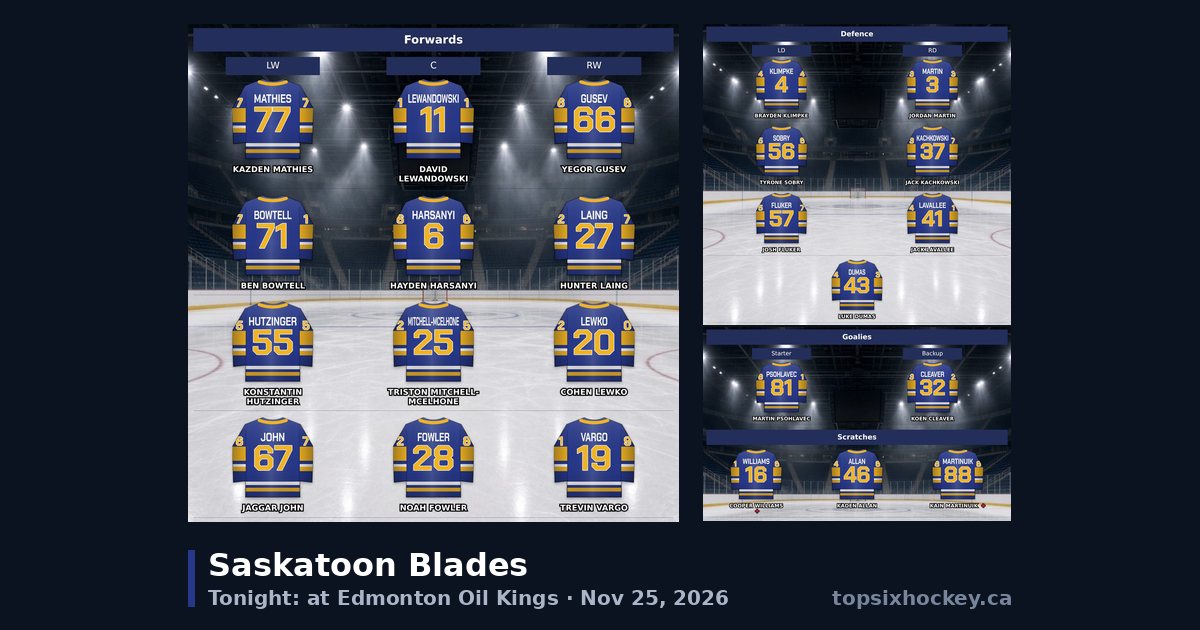 Forwards
LW
C
RW
MATHIES
77
KAZDEN MATHIES
LEWANDOWSKI
11
DAVID
LEWANDOWSKI
GUSEV
66
YEGOR GUSEV
BOWTELL
71
BEN BOWTELL
HARSANYI
6
HAYDEN HARSANYI
LAING
27
HUNTER LAING
HUTZINGER
55
KONSTANTIN
HUTZINGER
MITCHELL-MCELHONE
25
TRISTON MITCHELL-
MCELHONE
LEWKO
20
COHEN LEWKO
JOHN
67
JAGGAR JOHN
FOWLER
28
NOAH FOWLER
VARGO
19
TREVIN VARGO
Defence
LD
RD
KLIMPKE
4
BRAYDEN KLIMPKE
MARTIN
3
JORDAN MARTIN
SOBRY
56
TYRONE SOBRY
KACHKOWSKI
37
JACK KACHKOWSKI
FLUKER
57
JOSH FLUKER
LAVALLEE
41
JACK LAVALLEE
DUMAS
43
LUKE DUMAS
Goalies
Starter
Backup
PSOHLAVEC
81
MARTIN PSOHLAVEC
CLEAVER
32
KOEN CLEAVER
Scratches
WILLIAMS
16
COOPER WILLIAMS
ALLAN
46
KADEN ALLAN
MARTINUIK
88
KAIN MARTINUIK
Saskatoon Blades
Tonight: at Edmonton Oil Kings · Nov 25, 2026
topsixhockey.ca